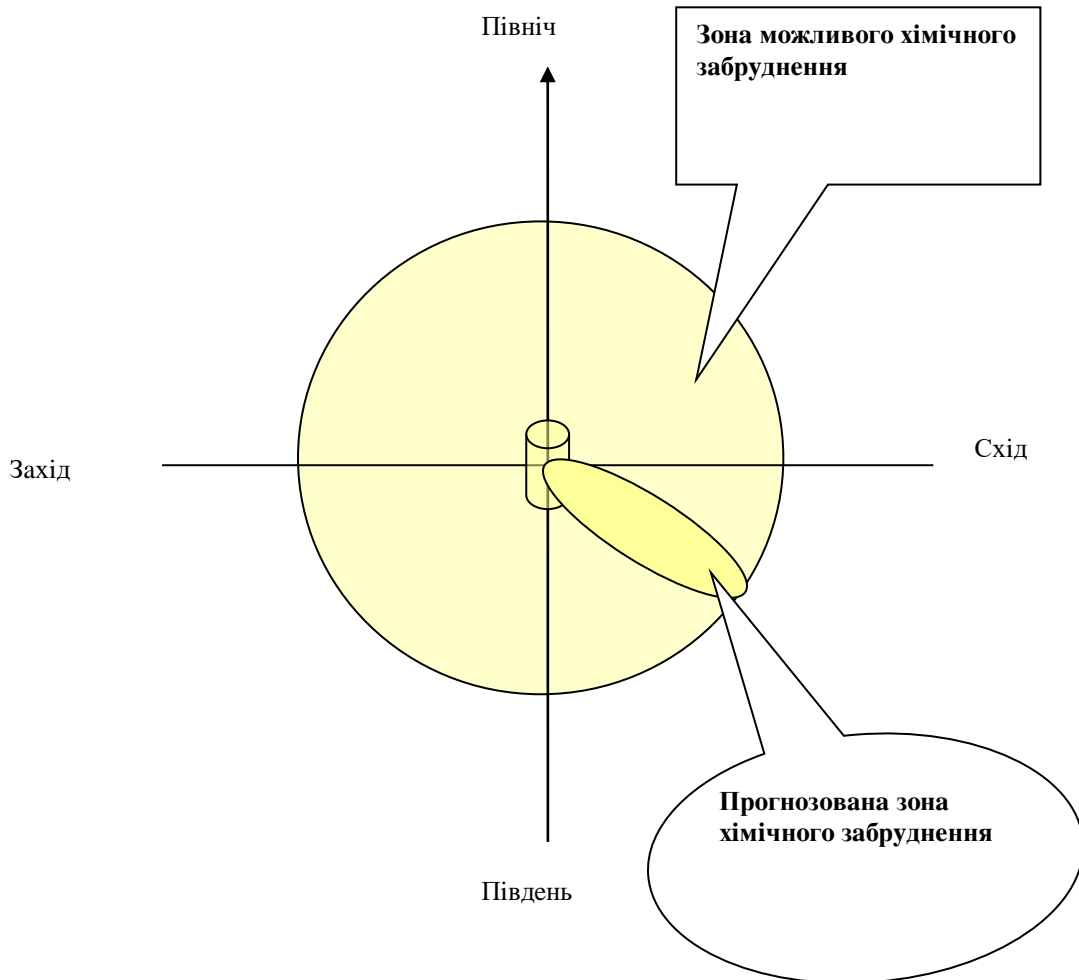 Північ
Зона можливого хімічного
забруднення
Захід
Схід
Прогнозована зона
хімічного забруднення
Південь